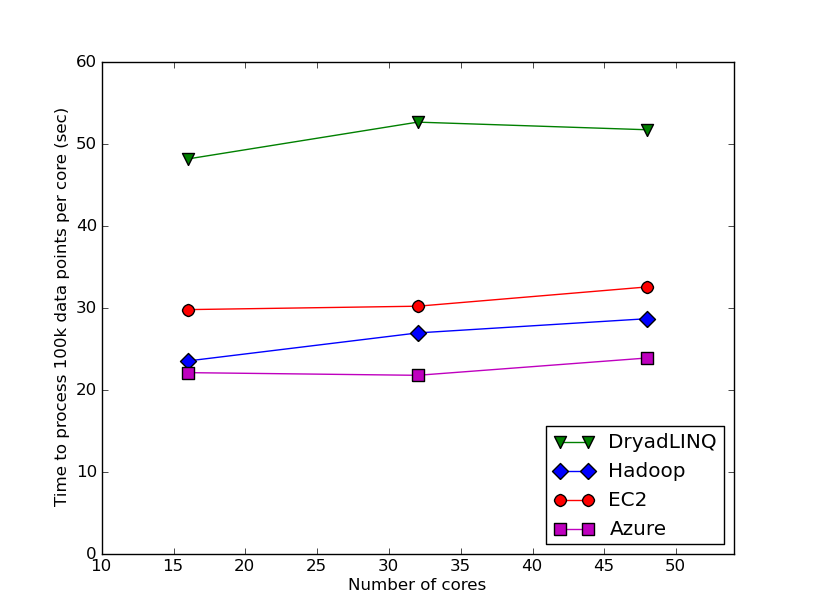 60
50
40
30
20
10
0
Time to process 100k data points per core (sec)
DryadLINQ
Hadoop
EC2
Azure
10 15 20 25 30 35 40 45 50
Number of cores